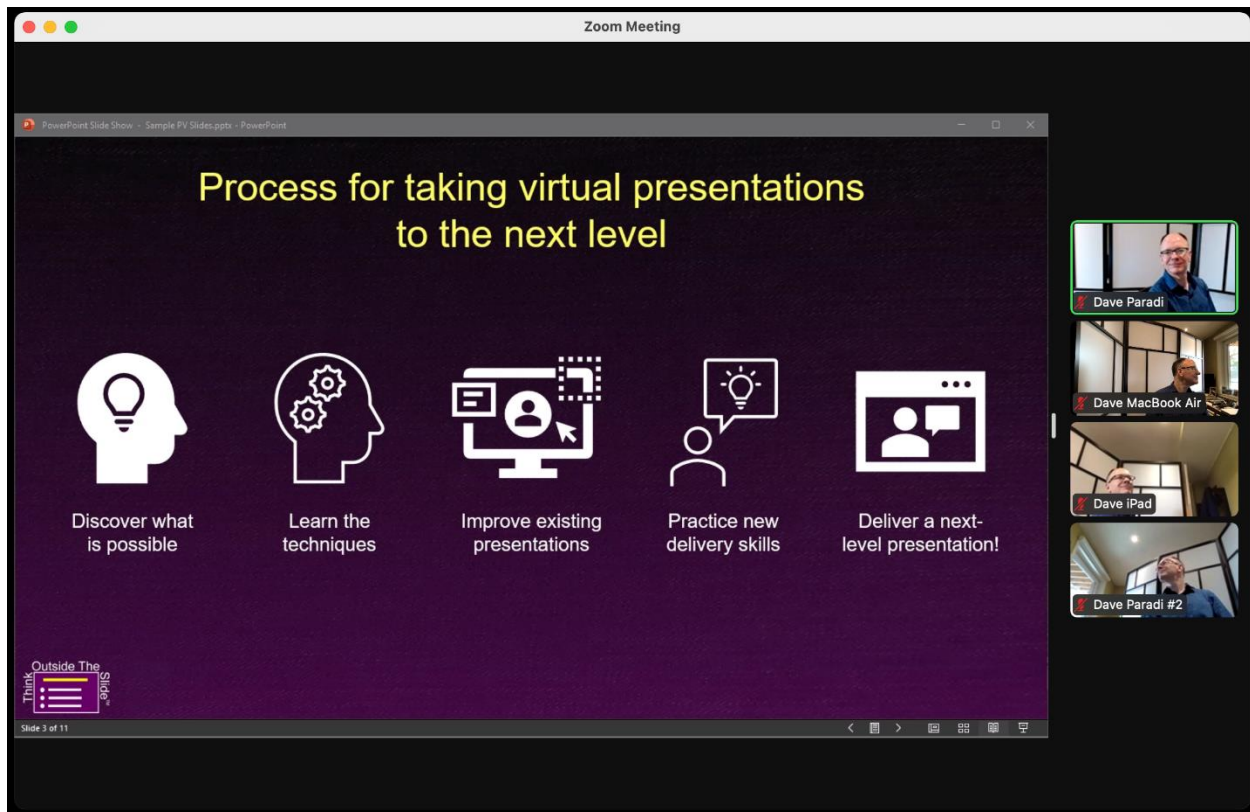 Zoom Meeting
PowerPoint Slide Show - Sample PV Slides.pptx - PowerPoint
Process for taking virtual presentations
to the next level
Discover what
is possible
Learn the
techniques
Improve existing
presentations
Practice new
delivery skills
Deliver a next-
level presentation!
Think
Outside The
Slide™
Slide 3 of 11
Dave Paradi
Dave MacBook Air
Dave iPad
Dave Paradi #2